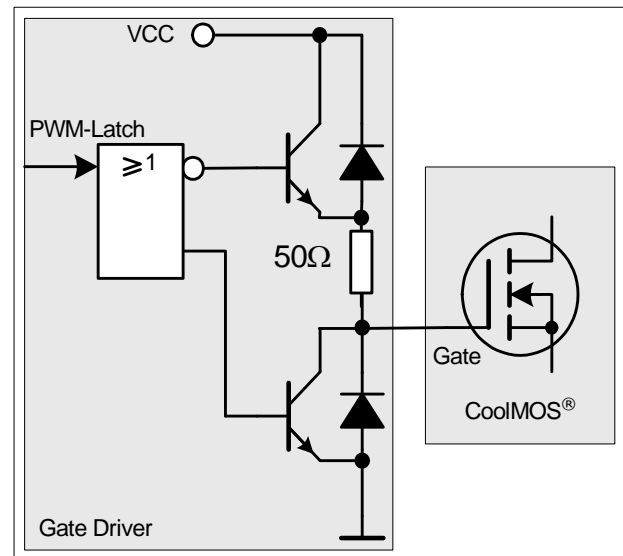 VCC
PWM-Latch
≥1
50Ω
Gate
CoolMOS®
Gate Driver